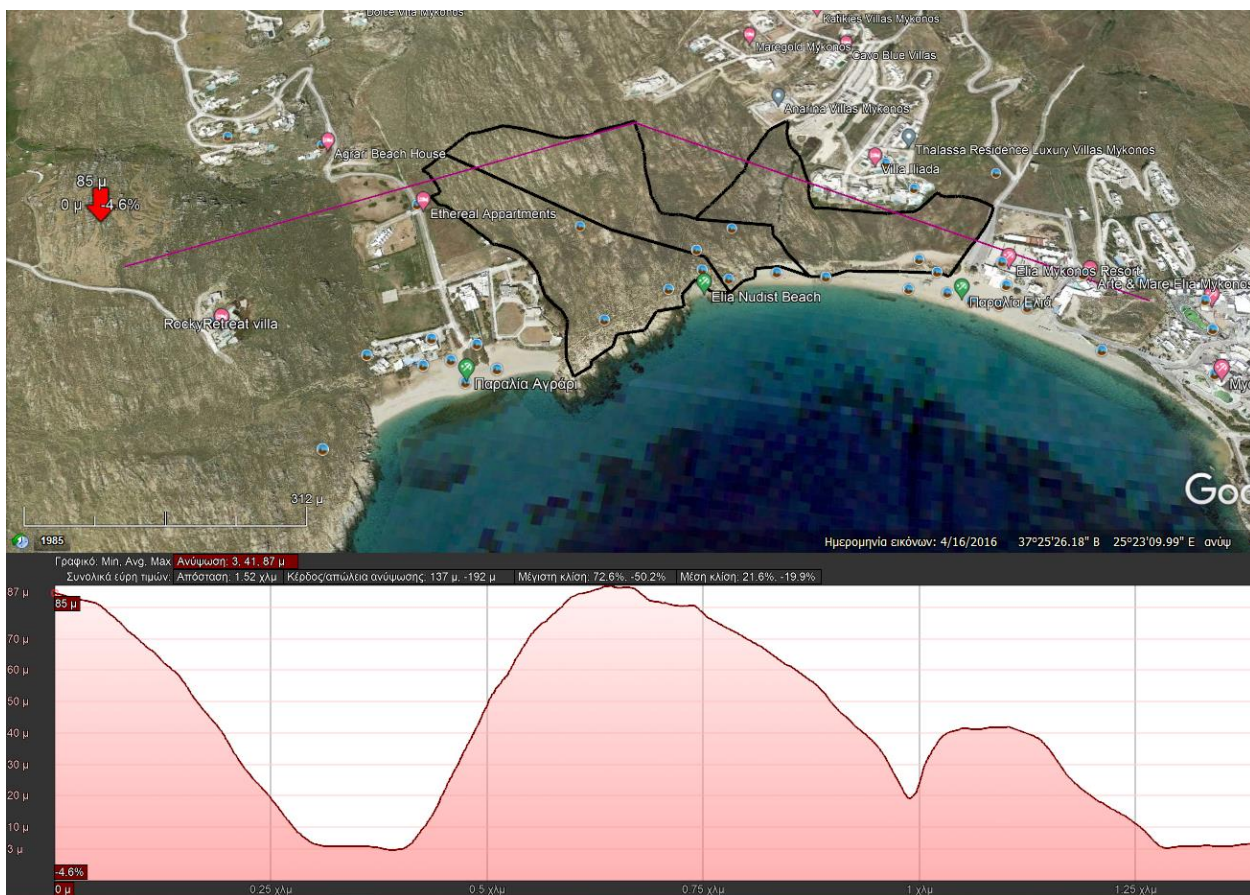 Dolce Vita Mykonos
Katikies Villas Mykonos
Maregold Mykonos
Cavo Blue Villas
Anarina Villas Mykonos
Agrari Beach House
Thalassa Residence Luxury Villas Mykonos
Villa Iliada
85 μ
0 μ -4.6%
Ethereal Appartments
Elia Mykonos Resort
Arte & Mare Elia Mykonos
Elia Nudist Beach
Παραλία Ελιά
RockyRetreat villa
Παραλία Αγράρι
Myc
312 μ
Goo
1985
Ημερομηνία εικόνων: 4/16/2016 37°25'26.18" Β 25°23'09.99" Ε ανύψ
Γραφικό: Min, Avg, Max Ανύψωση: 3, 41, 87 μ
Συνολικά εύρη τιμών: Απόσταση: 1.52 χλμ Κέρδος/απώλεια ανύψωσης: 137 μ, -192 μ Μέγιστη κλίση: 72.6%, -50.2% Μέση κλίση: 21.6%, -19.9%
87 μ
85 μ
70 μ
60 μ
50 μ
40 μ
30 μ
20 μ
10 μ
3 μ
-4.6%
0 μ 0.25 χλμ 0.5 χλμ 0.75 χλμ 1 χλμ 1.25 χλμ